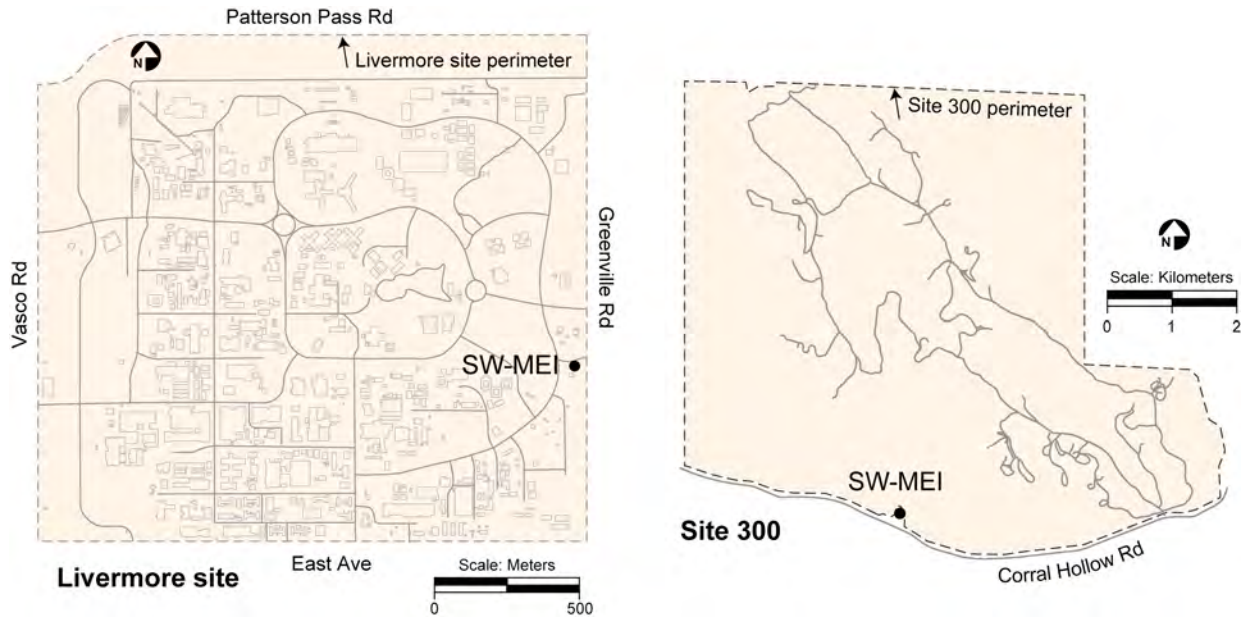 Patterson Pass Rd
N
Livermore site perimeter
Vasco Rd
Greenville Rd
SW-MEI
East Ave
Livermore site
Scale: Meters
0 500
Site 300 perimeter
N
Scale: Kilometers
0 1 2
SW-MEI
Site 300
Corral Hollow Rd